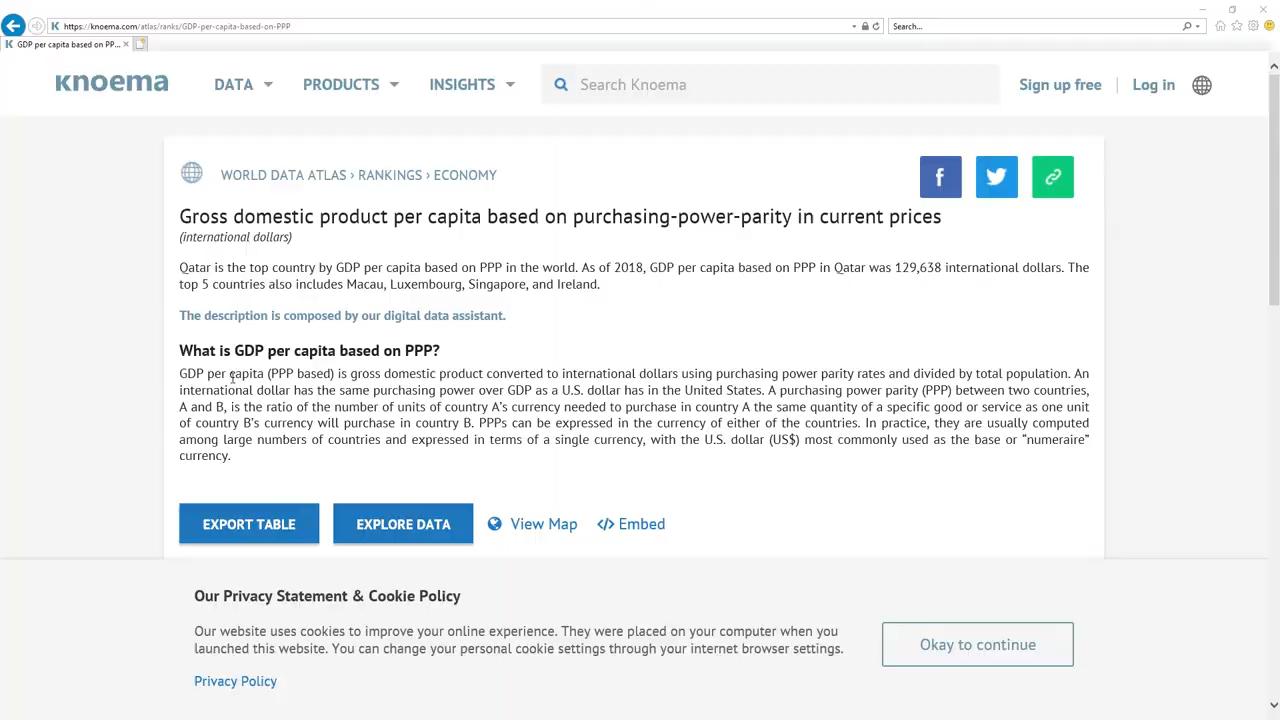 https://knoema.com/atlas/ranks/GDP-per-capita-based-on-PPP
Search...
K GDP per capita based on PP...
knoema DATA PRODUCTS INSIGHTS Search Knoema Sign up free Log in
WORLD DATA ATLAS › RANKINGS › ECONOMY
Gross domestic product per capita based on purchasing-power-parity in current prices
(international dollars)
Qatar is the top country by GDP per capita based on PPP in the world. As of 2018, GDP per capita based on PPP in Qatar was 129,638 international dollars. The
top 5 countries also includes Macau, Luxembourg, Singapore, and Ireland.
The description is composed by our digital data assistant.
What is GDP per capita based on PPP?
GDP per capita (PPP based) is gross domestic product converted to international dollars using purchasing power parity rates and divided by total population. An
international dollar has the same purchasing power over GDP as a U.S. dollar has in the United States. A purchasing power parity (PPP) between two countries,
A and B, is the ratio of the number of units of country A’s currency needed to purchase in country A the same quantity of a specific good or service as one unit
of country B’s currency will purchase in country B. PPPs can be expressed in the currency of either of the countries. In practice, they are usually computed
among large numbers of countries and expressed in terms of a single currency, with the U.S. dollar (US$) most commonly used as the base or “numeraire”
currency.
EXPORT TABLE EXPLORE DATA View Map </> Embed
Our Privacy Statement & Cookie Policy
Our website uses cookies to improve your online experience. They were placed on your computer when you
launched this website. You can change your personal cookie settings through your internet browser settings.
Okay to continue
Privacy Policy